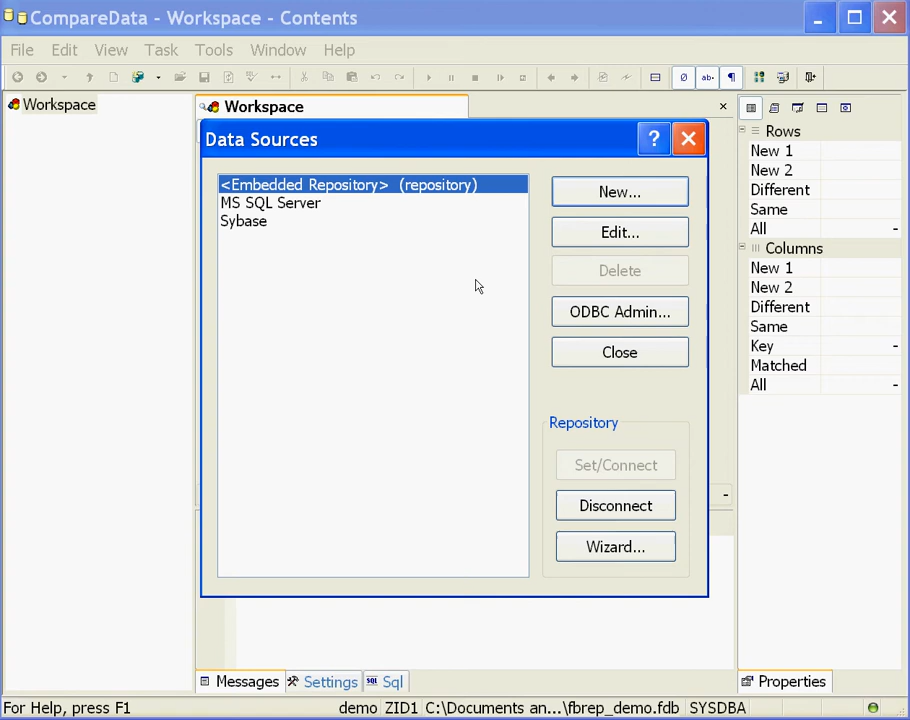 CompareData - Workspace - Contents
File Edit View Task Tools Window Help
Workspace
Workspace
Data Sources
<Embedded Repository> (repository)
MS SQL Server
Sybase
New...
Edit...
Delete
ODBC Admin...
Close
Repository
Set/Connect
Disconnect
Wizard...
Rows
New 1
New 2
Different
Same
All -
Columns
New 1
New 2
Different
Same
Key -
Matched
All -
Messages Settings SQL Sql
Properties
For Help, press F1 demo ZID1 C:\Documents an...\fbrep_demo.fdb SYSDBA